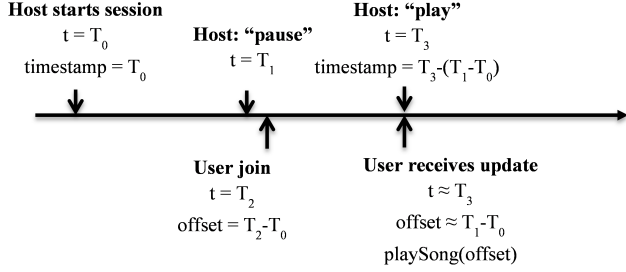 Host starts session
t = T0
timestamp = T0
Host: “pause”
t = T1
Host: “play”
t = T3
timestamp = T3-(T1-T0)
User join
t = T2
offset = T2-T0
User receives update
t ≈ T3
offset ≈ T1-T0
playSong(offset)